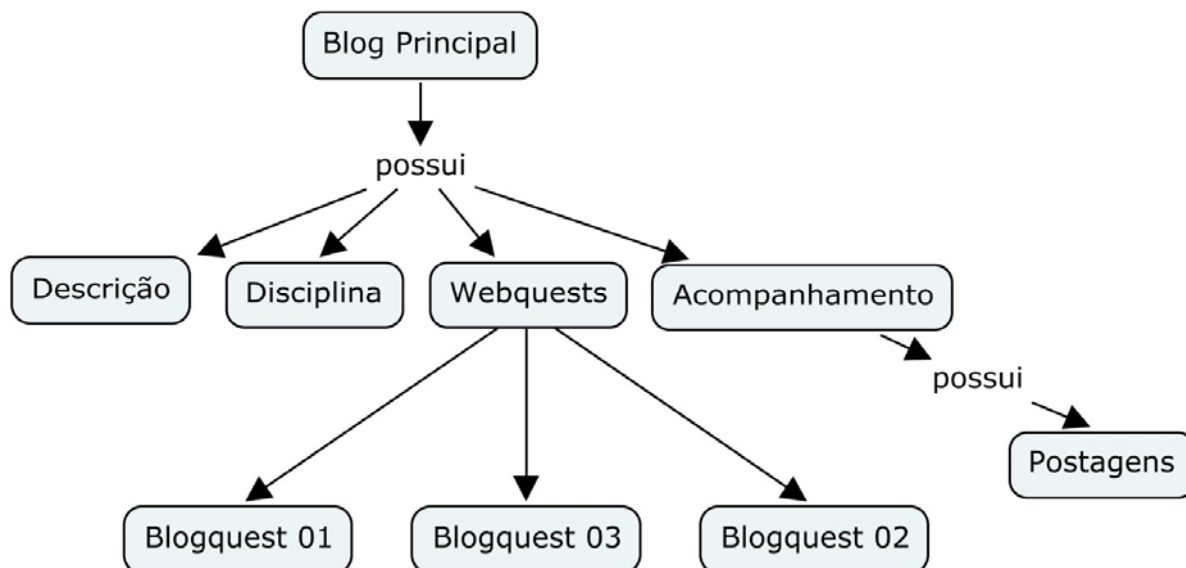 Blog Principal
possui
Descrição
Disciplina
Webquests
Acompanhamento
possui
Postagens
Blogquest 01
Blogquest 03
Blogquest 02